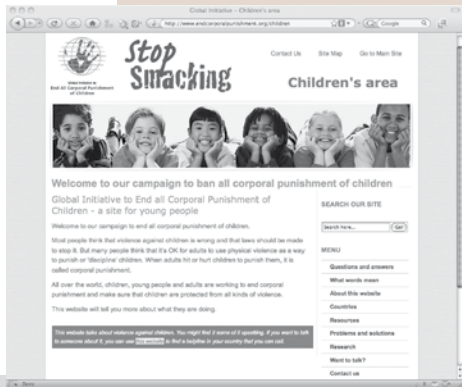 Global Initiative - Children's area
http://www.endcorporalpunishment.org/children
Google
Contact Us Site Map Go to Main Site
Stop
Smacking
Global Initiative to
End All Corporal Punishment
of Children
Children's area
Welcome to our campaign to ban all corporal punishment of children
Global Initiative to End all Corporal Punishment of
Children - a site for young people
Welcome to our campaign to end all corporal punishment of children.
Most people think that violence against children is wrong and that laws should be made
to stop it. But many people think that it's OK for adults to use physical violence as a way
to punish or 'discipline' children. When adults hit or hurt children to punish them, it is
called corporal punishment.
All over the world, children, young people and adults are working to end corporal
punishment and make sure that children are protected from all kinds of violence.
This website will tell you more about what they are doing.
This website talks about violence against children. You might find some of it upsetting. If you want to talk
to someone about it, you can use this website to find a helpline in your country that you can call.
SEARCH OUR SITE
Search here... Go!
MENU
Questions and answers
What words mean
About this website
Countries
Resources
Problems and solutions
Research
Want to talk?
Contact us
Done